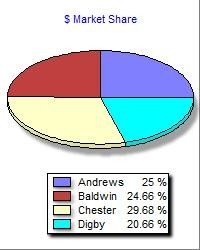 $ Market Share
Andrews 25 %
Baldwin 24.66 %
Chester 29.68 %
Digby 20.66 %